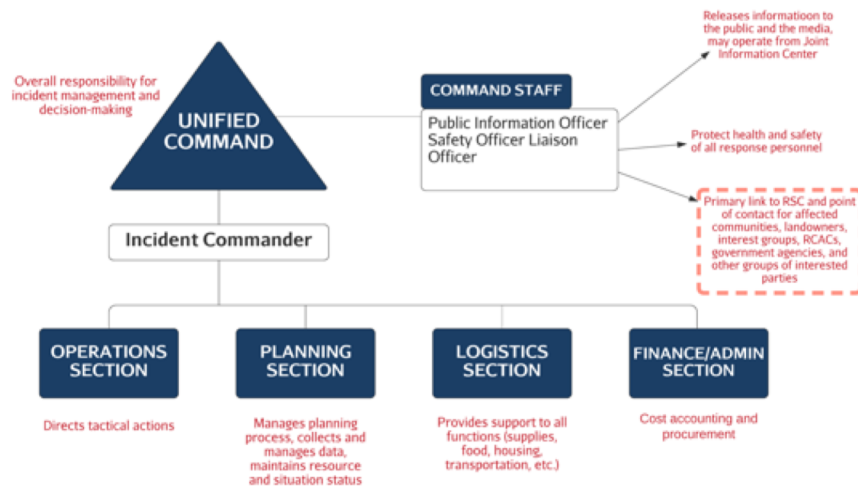 Releases informatioon to
the public and the media,
may operate from Joint
Information Center
Overall responsibility for
incident management and
decision-making
UNIFIED
COMMAND
COMMAND STAFF
Public Information Officer
Safety Officer Liaison
Officer
Protect health and safety
of all response personnel
Primary link to RSC and point
of contact for affected
communities, landowners,
interest groups, RCACs,
government agencies, and
other groups of interested
parties
Incident Commander
OPERATIONS
SECTION
PLANNING
SECTION
LOGISTICS
SECTION
FINANCE/ADMIN
SECTION
Directs tactical actions
Manages planning
process, collects and
manages data,
maintains resource
and situation status
Provides support to all
functions (supplies,
food, housing,
transportation, etc.)
Cost accounting and
procurement